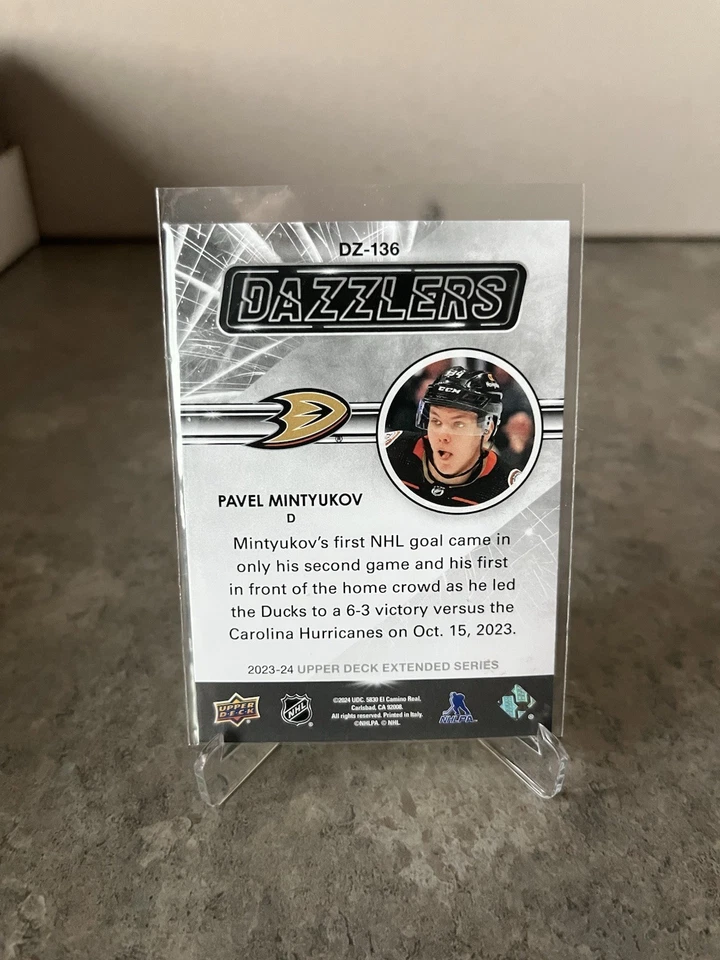 DZ-136
DAZZLERS
®
34
CCM
PAVEL MINTYUKOV
D
Mintyukov's first NHL goal came in
only his second game and his first
in front of the home crowd as he led
the Ducks to a 6-3 victory versus the
Carolina Hurricanes on Oct. 15, 2023.
2023-24 UPPER DECK EXTENDED SERIES
UPPER
DECK
NHL
®
©2024 UDC. 5830 El Camino Real,
Carlsbad, CA 92008.
All rights reserved. Printed in Italy.
©NHLPA. © NHL
NHLPA